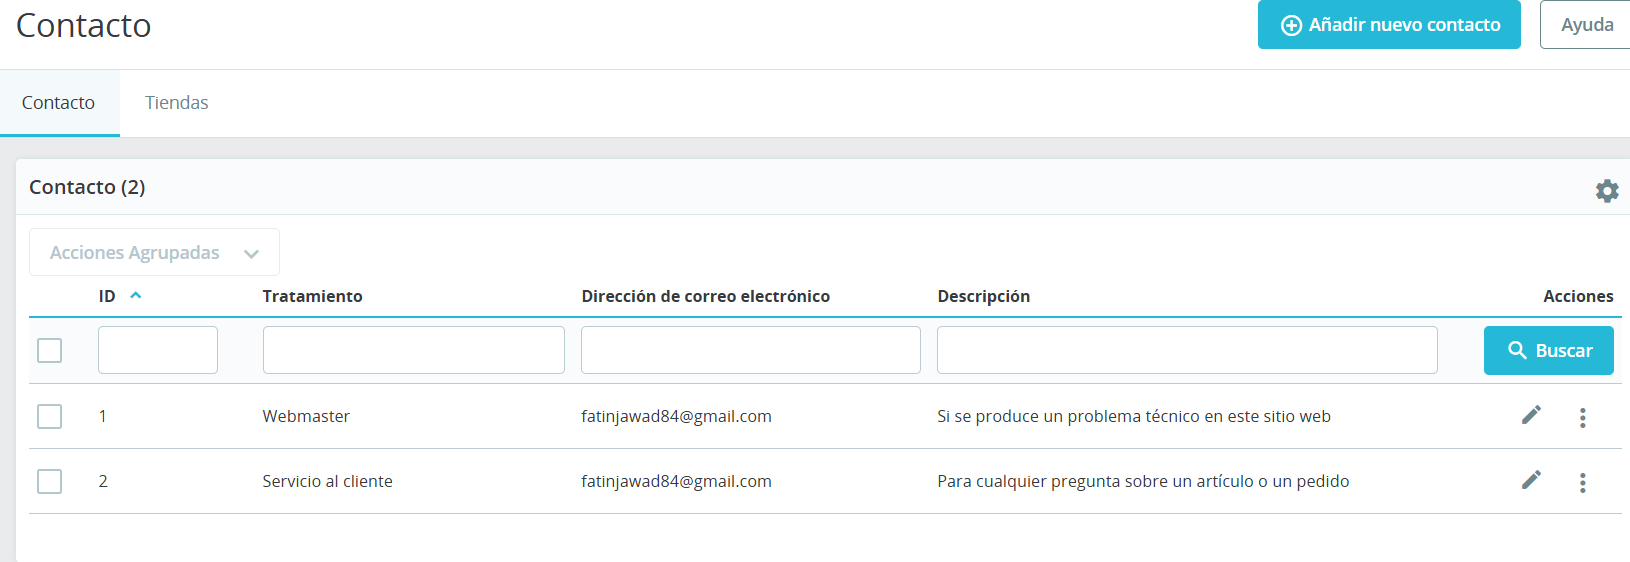 Contacto
Añadir nuevo contacto
Ayuda
Contacto Tiendas
Contacto (2)
Acciones Agrupadas
ID Tratamiento Dirección de correo electrónico Descripción Acciones
Buscar
1 Webmaster fatinjawad84@gmail.com Si se produce un problema técnico en este sitio web
2 Servicio al cliente fatinjawad84@gmail.com Para cualquier pregunta sobre un artículo o un pedido